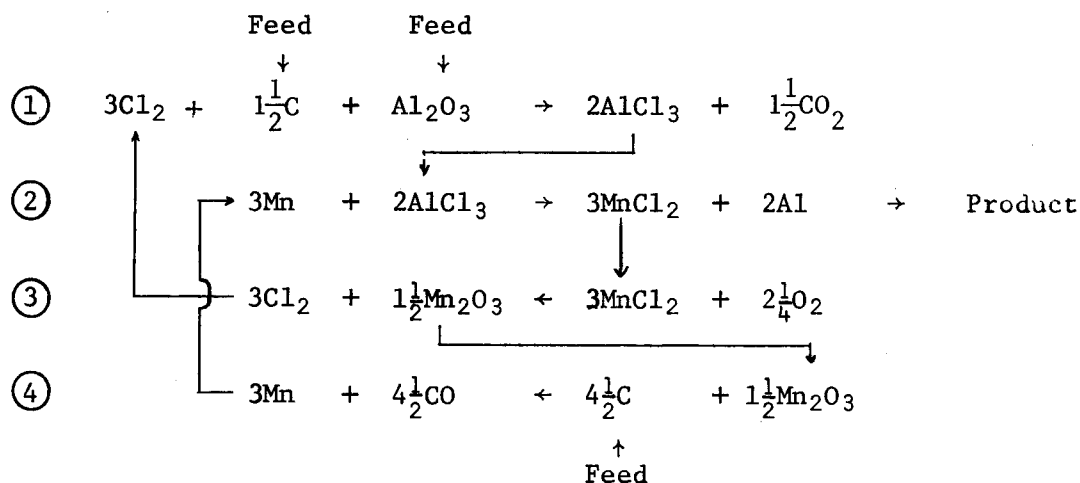 Feed Feed
↓ ↓
① 3Cl₂ + 1½C + Al₂O₃ → 2AlCl₃ + 1½CO₂
② 3Mn + 2AlCl₃ → 3MnCl₂ + 2Al → Product
③ 3Cl₂ + 1½Mn₂O₃ ← 3MnCl₂ + 2¼O₂
④ 3Mn + 4½CO ← 4½C + 1½Mn₂O₃
↑
Feed